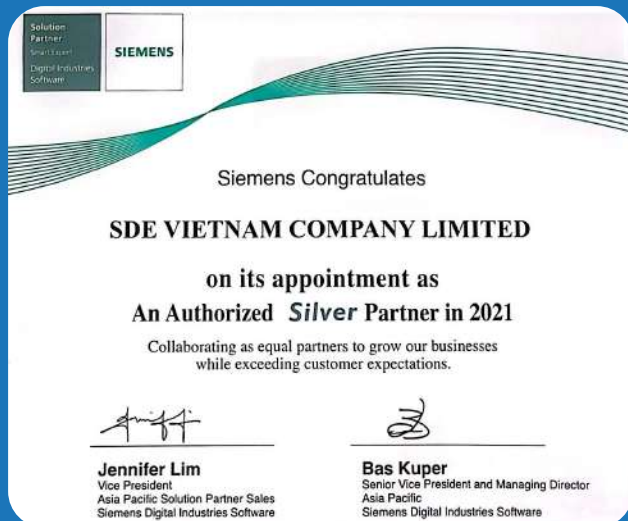 Solution
Partner
Smart Expert
Digital Industries
Software
SIEMENS
Siemens Congratulates
SDE VIETNAM COMPANY LIMITED
on its appointment as
An Authorized Silver Partner in 2021
Collaborating as equal partners to grow our businesses
while exceeding customer expectations.
Jennifer Lim
Vice President
Asia Pacific Solution Partner Sales
Siemens Digital Industries Software
Bas Kuper
Senior Vice President and Managing Director
Asia Pacific
Siemens Digital Industries Software